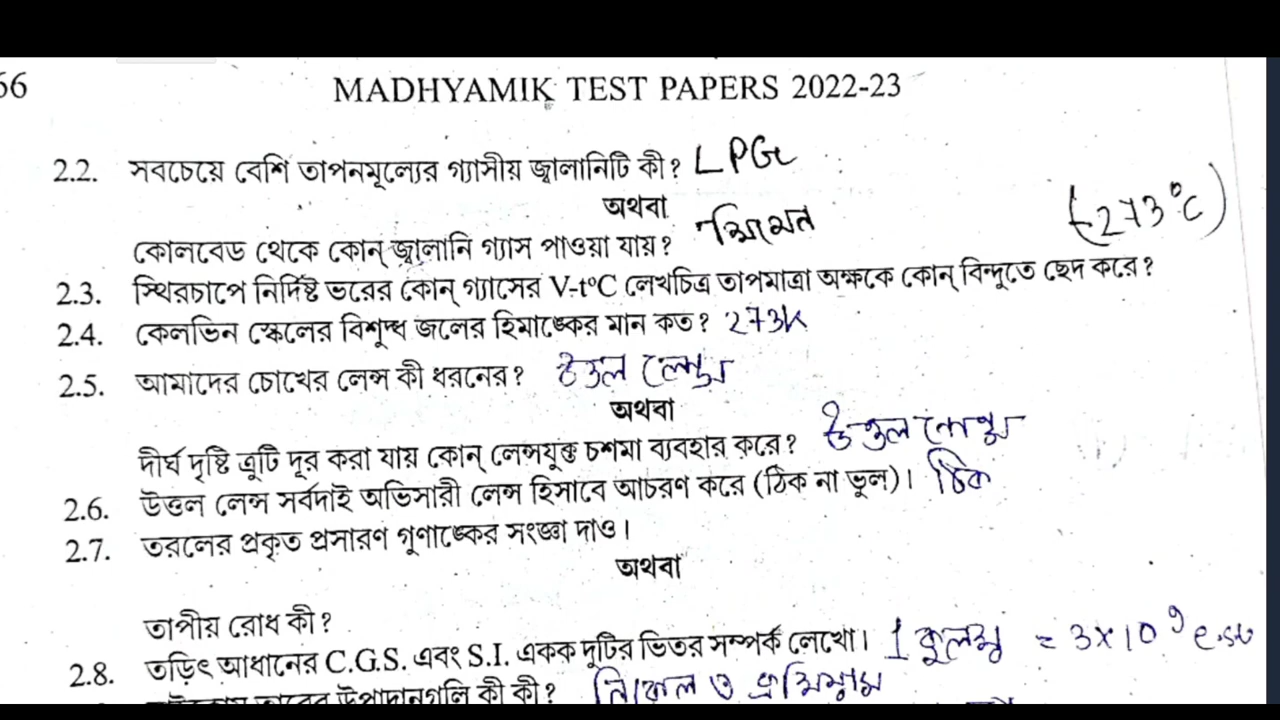 66
MADHYAMIK TEST PAPERS 2022-23
2.2. সবচেয়ে বেশি তাপনমূল্যের গ্যাসীয় জ্বালানিটি কী? LPG
অথবা
কোলবেড থেকে কোন্ জ্বালানি গ্যাস পাওয়া যায়? মিথেন
(-273°C)
2.3. স্থিরচাপে নির্দিষ্ট ভরের কোন্ গ্যাসের V-t°C লেখচিত্র তাপমাত্রা অক্ষকে কোন্ বিন্দুতে ছেদ করে?
2.4. কেলভিন স্কেলের বিশুদ্ধ জলের হিমাঙ্কের মান কত? 273K
2.5. আমাদের চোখের লেন্স কী ধরনের? উত্তল লেন্স
অথবা
দীর্ঘ দৃষ্টি ত্রুটি দূর করা যায় কোন্ লেন্সযুক্ত চশমা ব্যবহার করে? উত্তল লেন্স
2.6. উত্তল লেন্স সর্বদাই অভিসারী লেন্স হিসাবে আচরণ করে (ঠিক না ভুল)। ঠিক
2.7. তরলের প্রকৃত প্রসারণ গুণাঙ্কের সংজ্ঞা দাও।
অথবা
তাপীয় রোধ কী?
2.8. তড়িৎ আধানের C.G.S. এবং S.I. একক দুটির ভিতর সম্পর্ক লেখো। 1 কুলম্ব = 3×10⁹ e.s.u
তারের উপাদানগুলি কী কী? নিকেল ও ক্রোমিয়াম